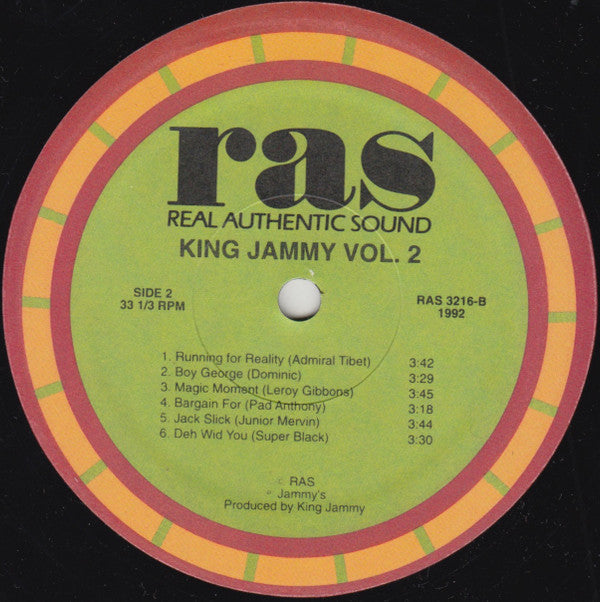 ras
REAL AUTHENTIC SOUND
KING JAMMY VOL. 2
SIDE 2
33 1/3 RPM
RAS 3216-B
1992
1. Running for Reality (Admiral Tibet) 3:42
2. Boy George (Dominic) 3:29
3. Magic Moment (Leroy Gibbons) 3:45
4. Bargain For (Pad Anthony) 3:18
5. Jack Slick (Junior Mervin) 3:44
6. Deh Wid You (Super Black) 3:30
© RAS
℗ Jammy's
Produced by King Jammy